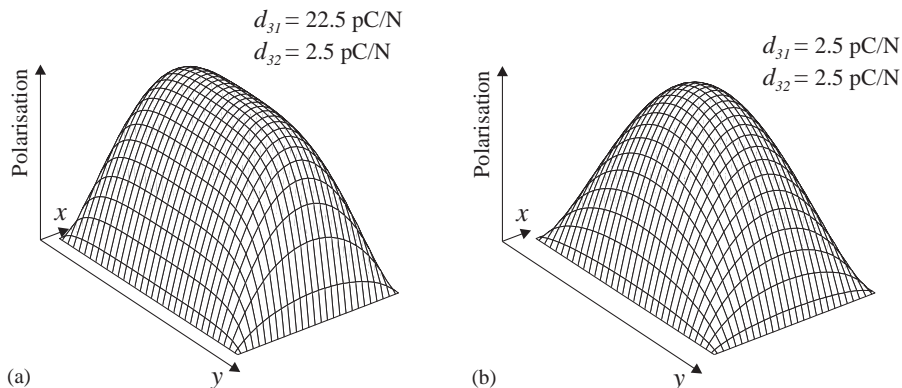 d31 = 22.5 pC/N
d32 = 2.5 pC/N
Polarisation
x
y
(a)
d31 = 2.5 pC/N
d32 = 2.5 pC/N
Polarisation
x
y
(b)